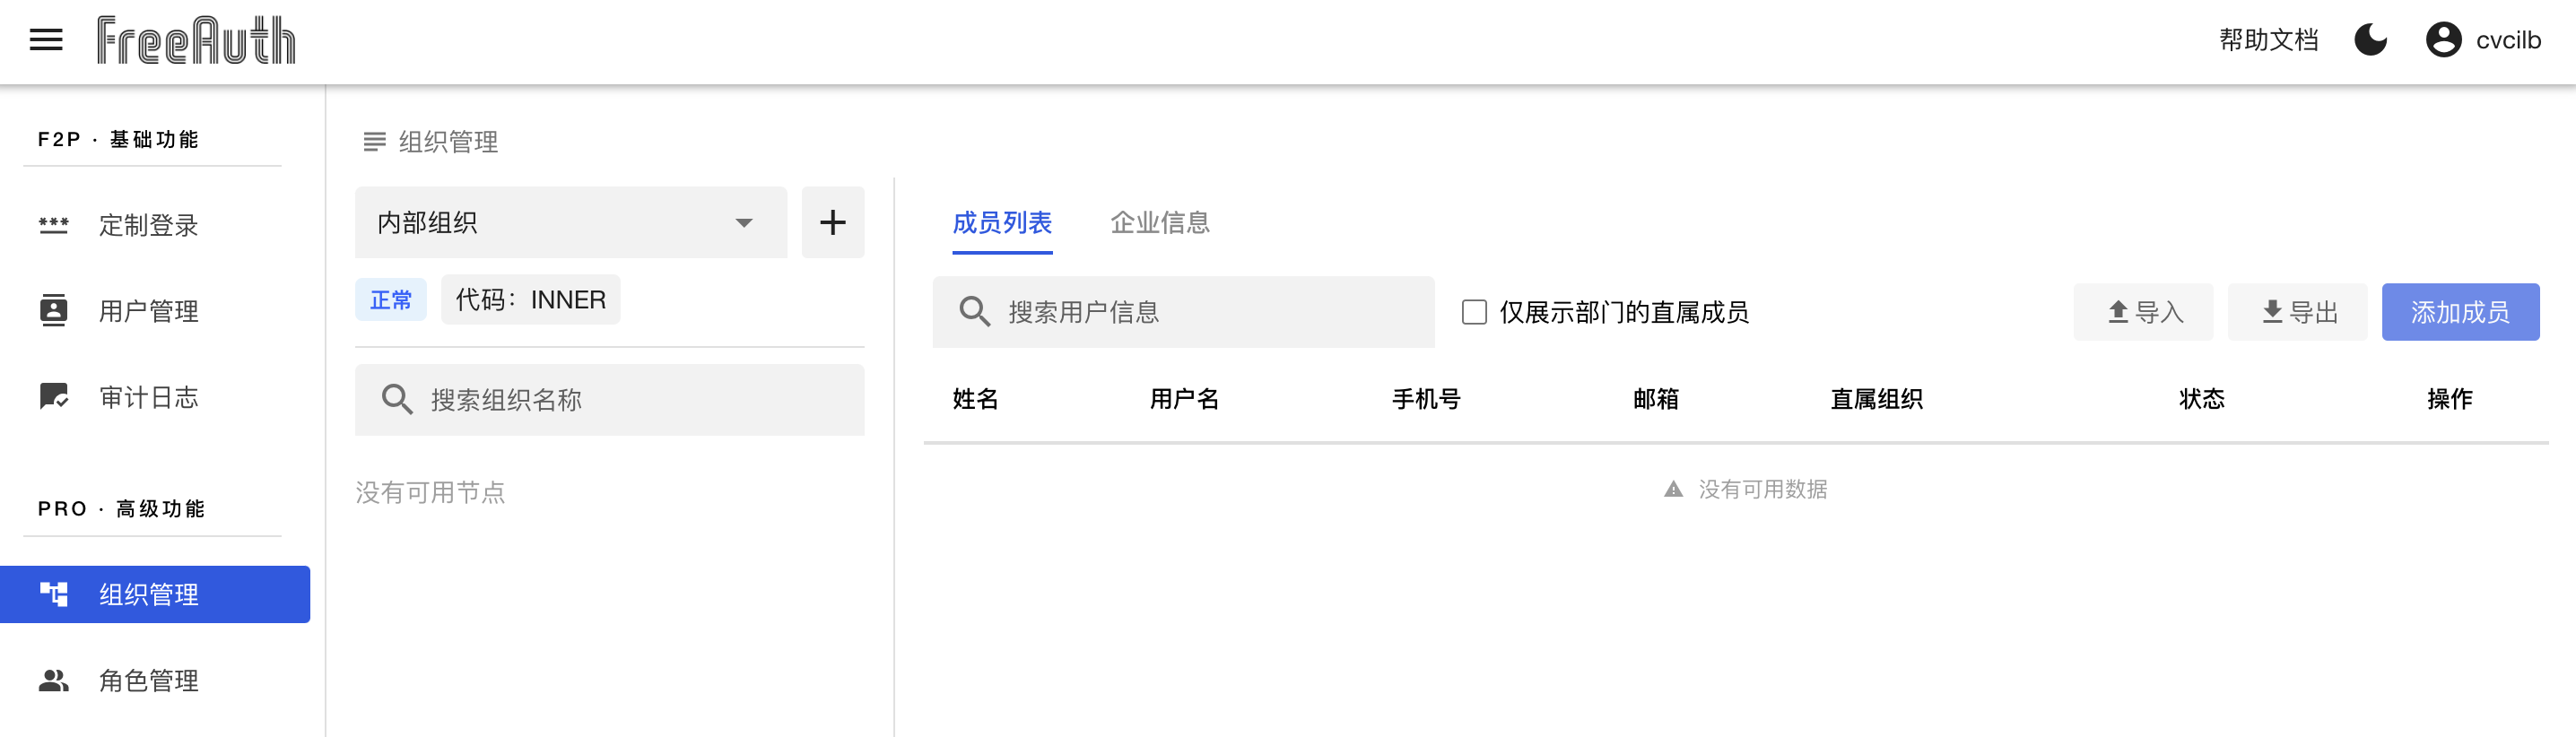 FreeAuth
帮助文档
cvcilb
F2P · 基础功能
定制登录
用户管理
审计日志
PRO · 高级功能
组织管理
角色管理
组织管理
内部组织
正常
代码：INNER
搜索组织名称
没有可用节点
成员列表 企业信息
搜索用户信息
仅展示部门的直属成员
导入
导出
添加成员
姓名 用户名 手机号 邮箱 直属组织 状态 操作
没有可用数据